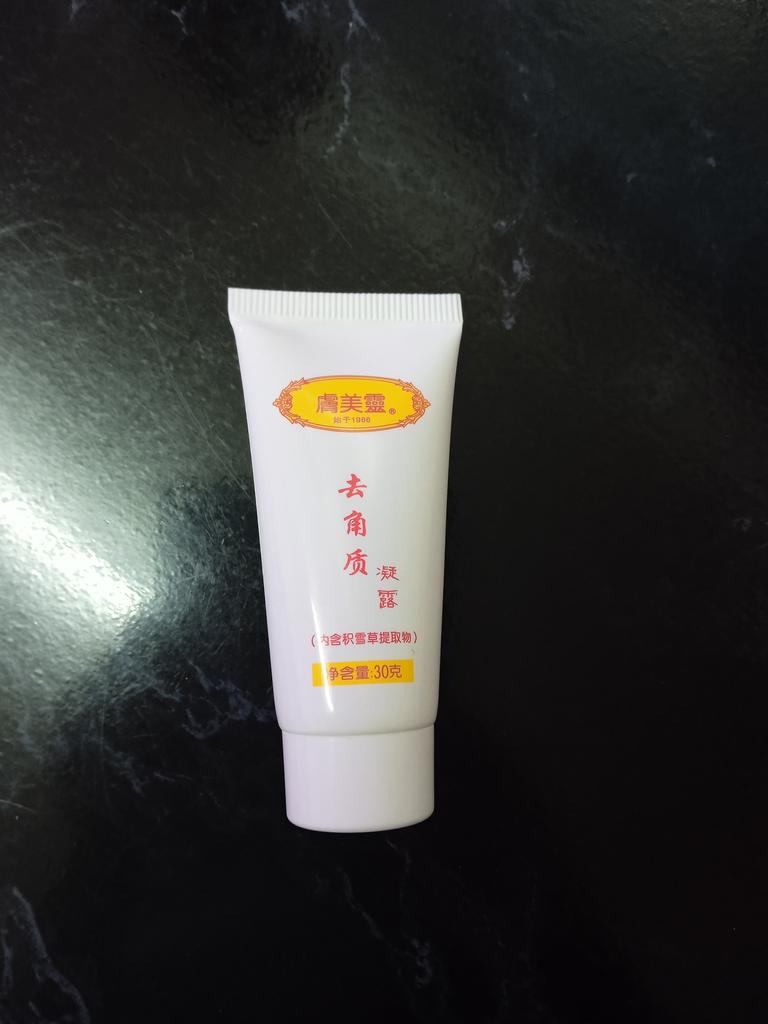 膚美靈®
始于1986
去角质
凝露
(内含积雪草提取物)
净含量:30克